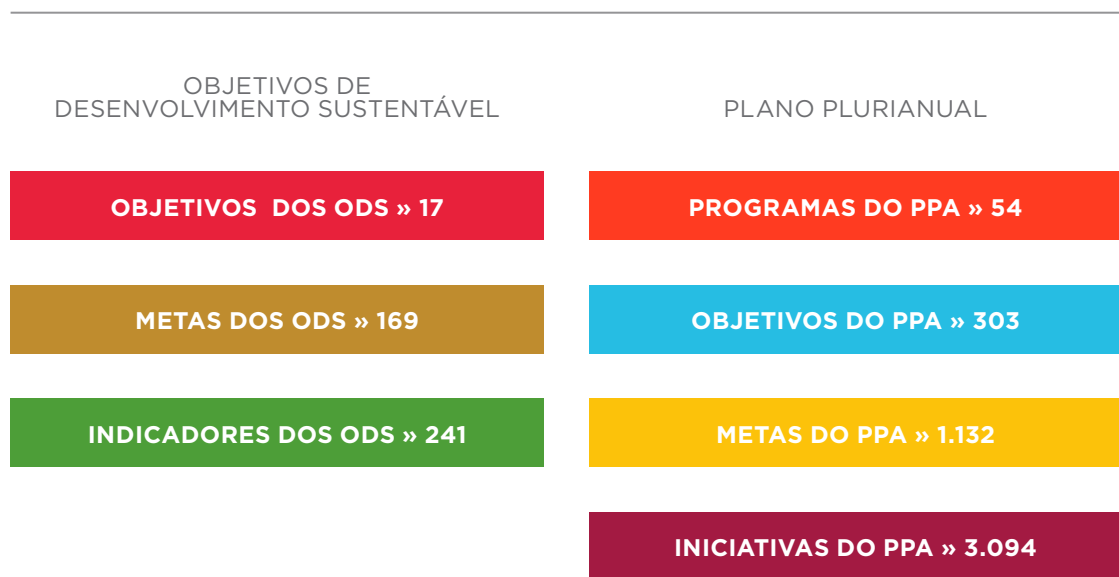 OBJETIVOS DE
DESENVOLVIMENTO SUSTENTÁVEL
OBJETIVOS DOS ODS » 17
METAS DOS ODS » 169
INDICADORES DOS ODS » 241
PLANO PLURIANUAL
PROGRAMAS DO PPA » 54
OBJETIVOS DO PPA » 303
METAS DO PPA » 1.132
INICIATIVAS DO PPA » 3.094